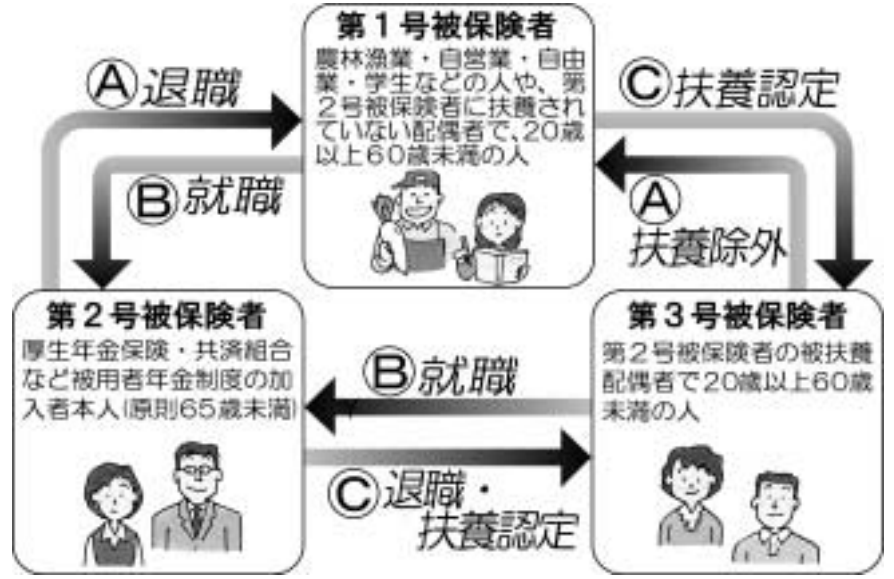 第1号被保険者
農林漁業・自営業・自由
業・学生などの人や、第
2号被保険者に扶養され
ていない配偶者で、20歳
以上60歳未満の人
Ⓐ退職
Ⓒ扶養認定
Ⓑ就職
Ⓐ
扶養除外
第2号被保険者
厚生年金保険・共済組合
など被用者年金制度の加
入者本人(原則65歳未満)
第3号被保険者
第2号被保険者の被扶養
配偶者で20歳以上60歳
未満の人
Ⓑ就職
Ⓒ退職・
扶養認定